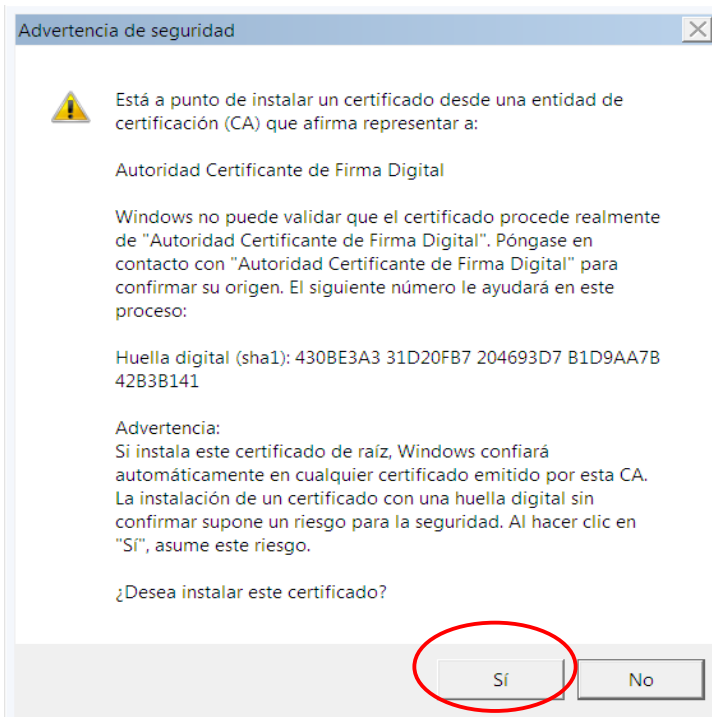 Advertencia de seguridad
Está a punto de instalar un certificado desde una entidad de
certificación (CA) que afirma representar a:
Autoridad Certificante de Firma Digital
Windows no puede validar que el certificado procede realmente
de "Autoridad Certificante de Firma Digital". Póngase en
contacto con "Autoridad Certificante de Firma Digital" para
confirmar su origen. El siguiente número le ayudará en este
proceso:
Huella digital (sha1): 430BE3A3 31D20FB7 204693D7 B1D9AA7B
42B3B141
Advertencia:
Si instala este certificado de raíz, Windows confiará
automáticamente en cualquier certificado emitido por esta CA.
La instalación de un certificado con una huella digital sin
confirmar supone un riesgo para la seguridad. Al hacer clic en
"Sí", asume este riesgo.
¿Desea instalar este certificado?
Sí No